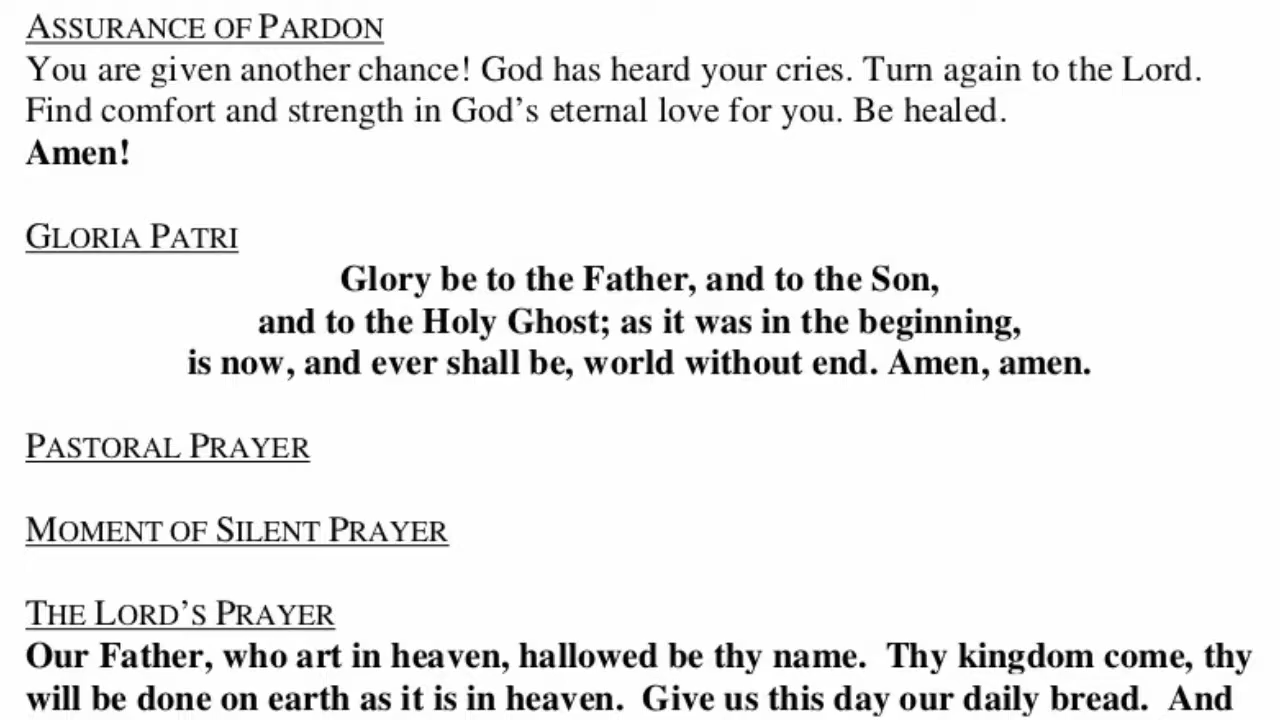 ASSURANCE OF PARDON
You are given another chance! God has heard your cries. Turn again to the Lord.
Find comfort and strength in God’s eternal love for you. Be healed.
Amen!
GLORIA PATRI
Glory be to the Father, and to the Son,
and to the Holy Ghost; as it was in the beginning,
is now, and ever shall be, world without end. Amen, amen.
PASTORAL PRAYER
MOMENT OF SILENT PRAYER
THE LORD’S PRAYER
Our Father, who art in heaven, hallowed be thy name.  Thy kingdom come, thy
will be done on earth as it is in heaven.  Give us this day our daily bread.  And